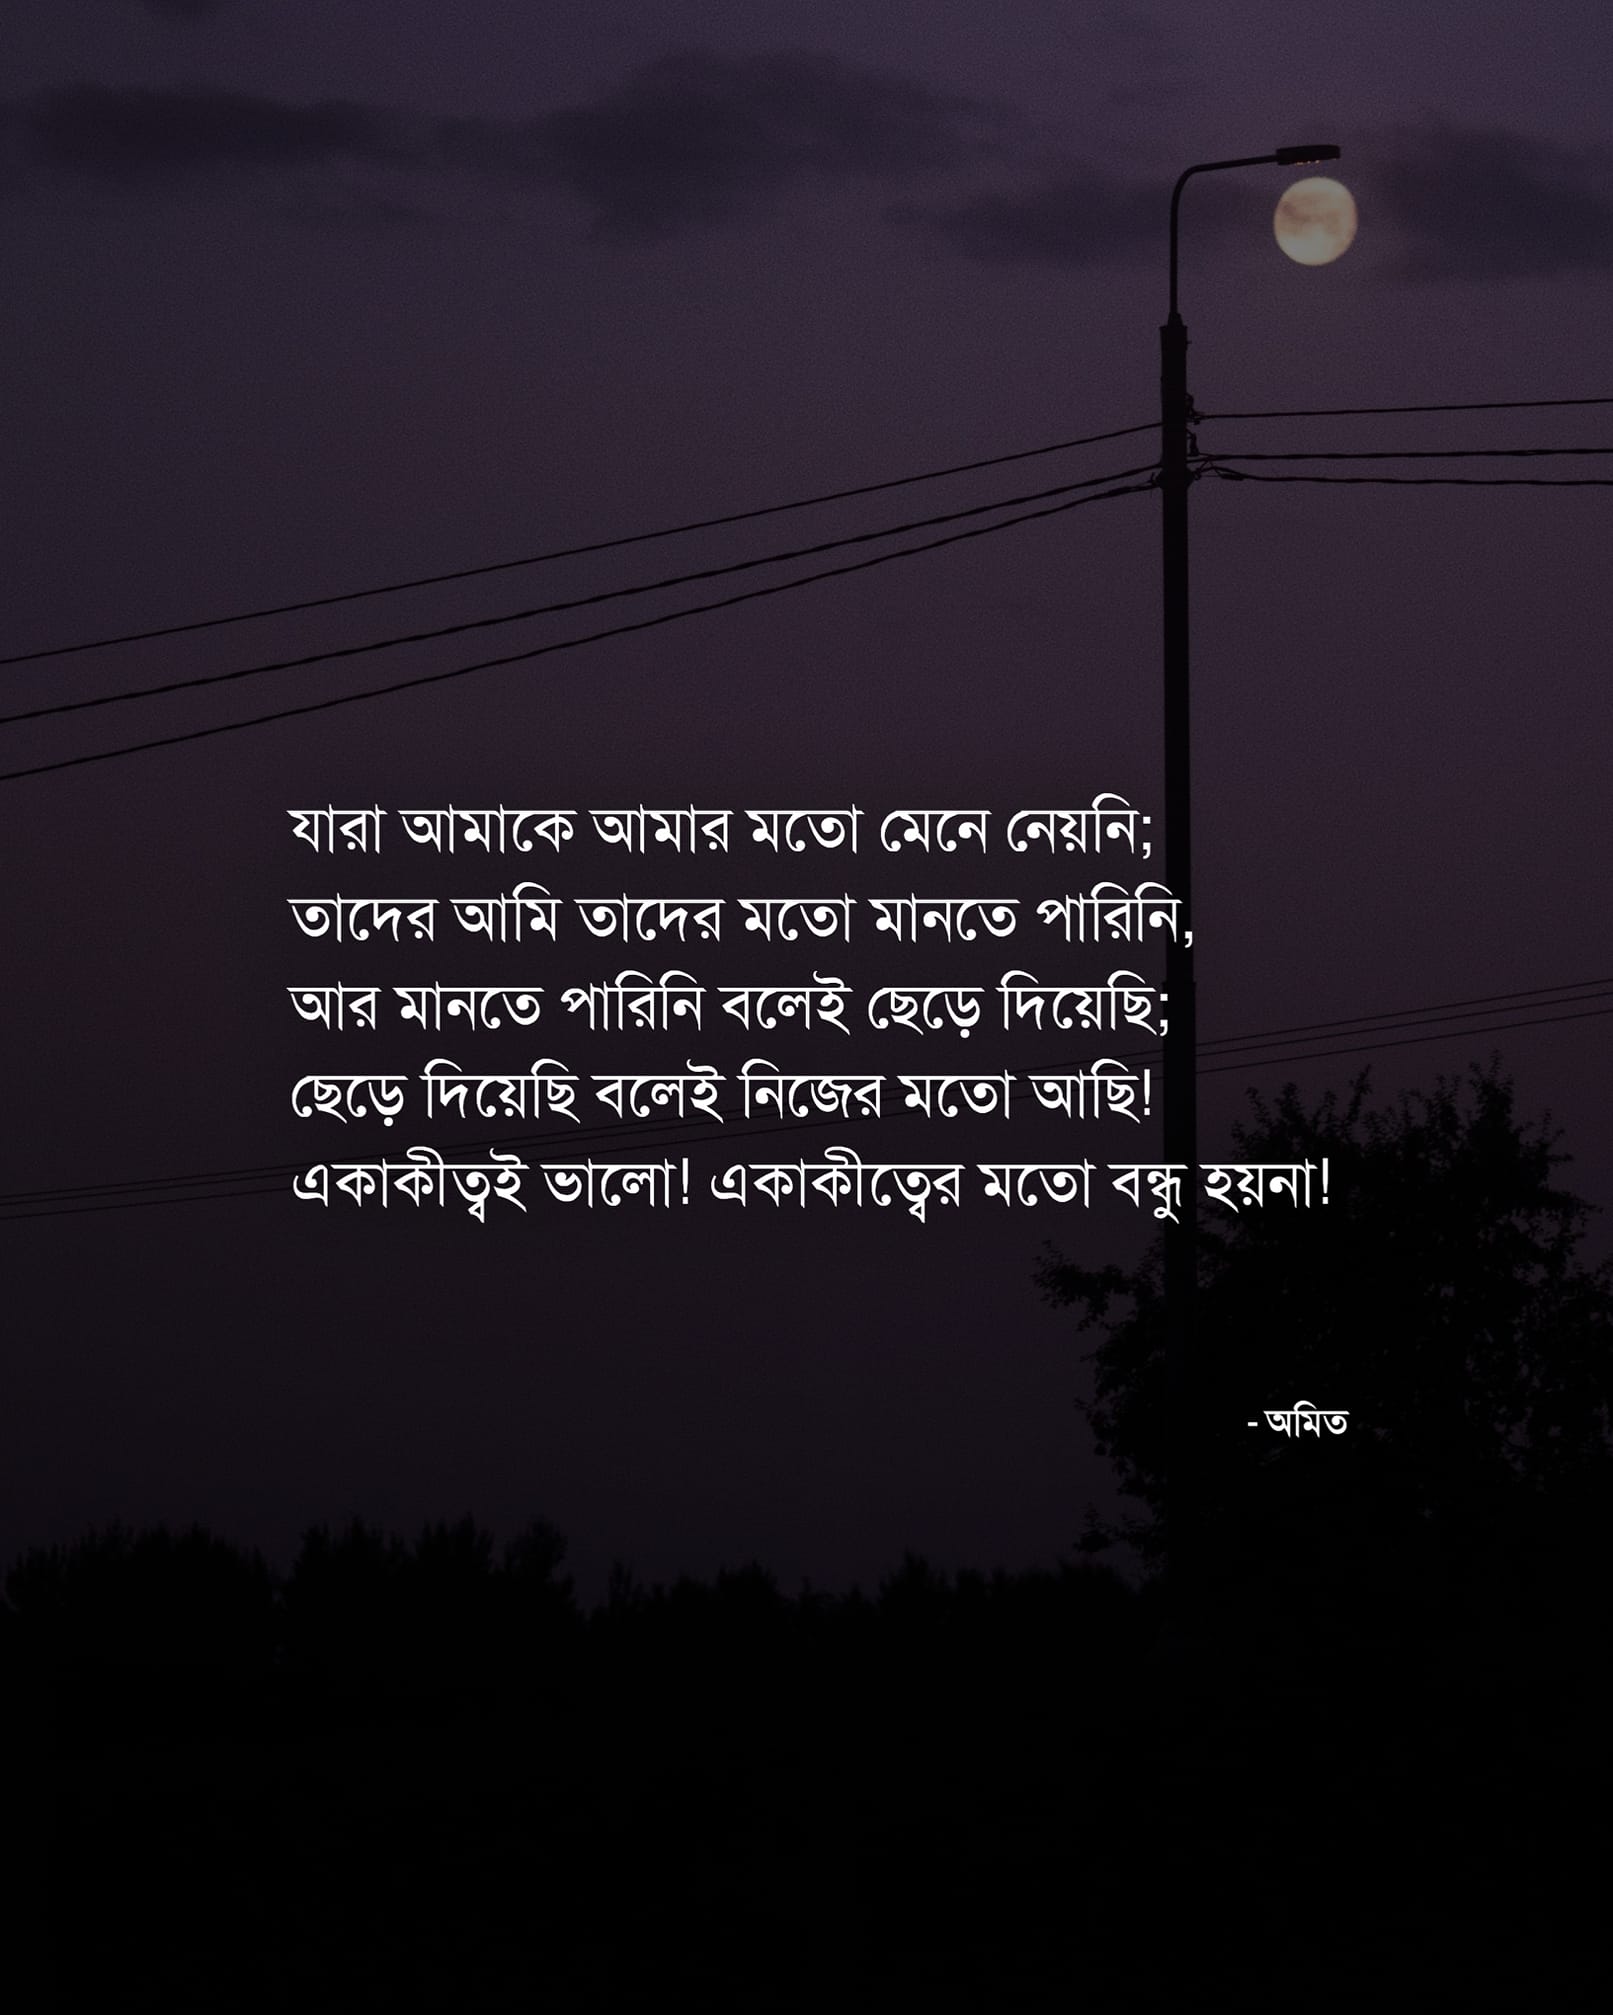 যারা আমাকে আমার মতো মেনে নেয়নি;
তাদের আমি তাদের মতো মানতে পারিনি,
আর মানতে পারিনি বলেই ছেড়ে দিয়েছি;
ছেড়ে দিয়েছি বলেই নিজের মতো আছি!
একাকীত্বই ভালো! একাকীত্বের মতো বন্ধু হয়না!
- অমিত